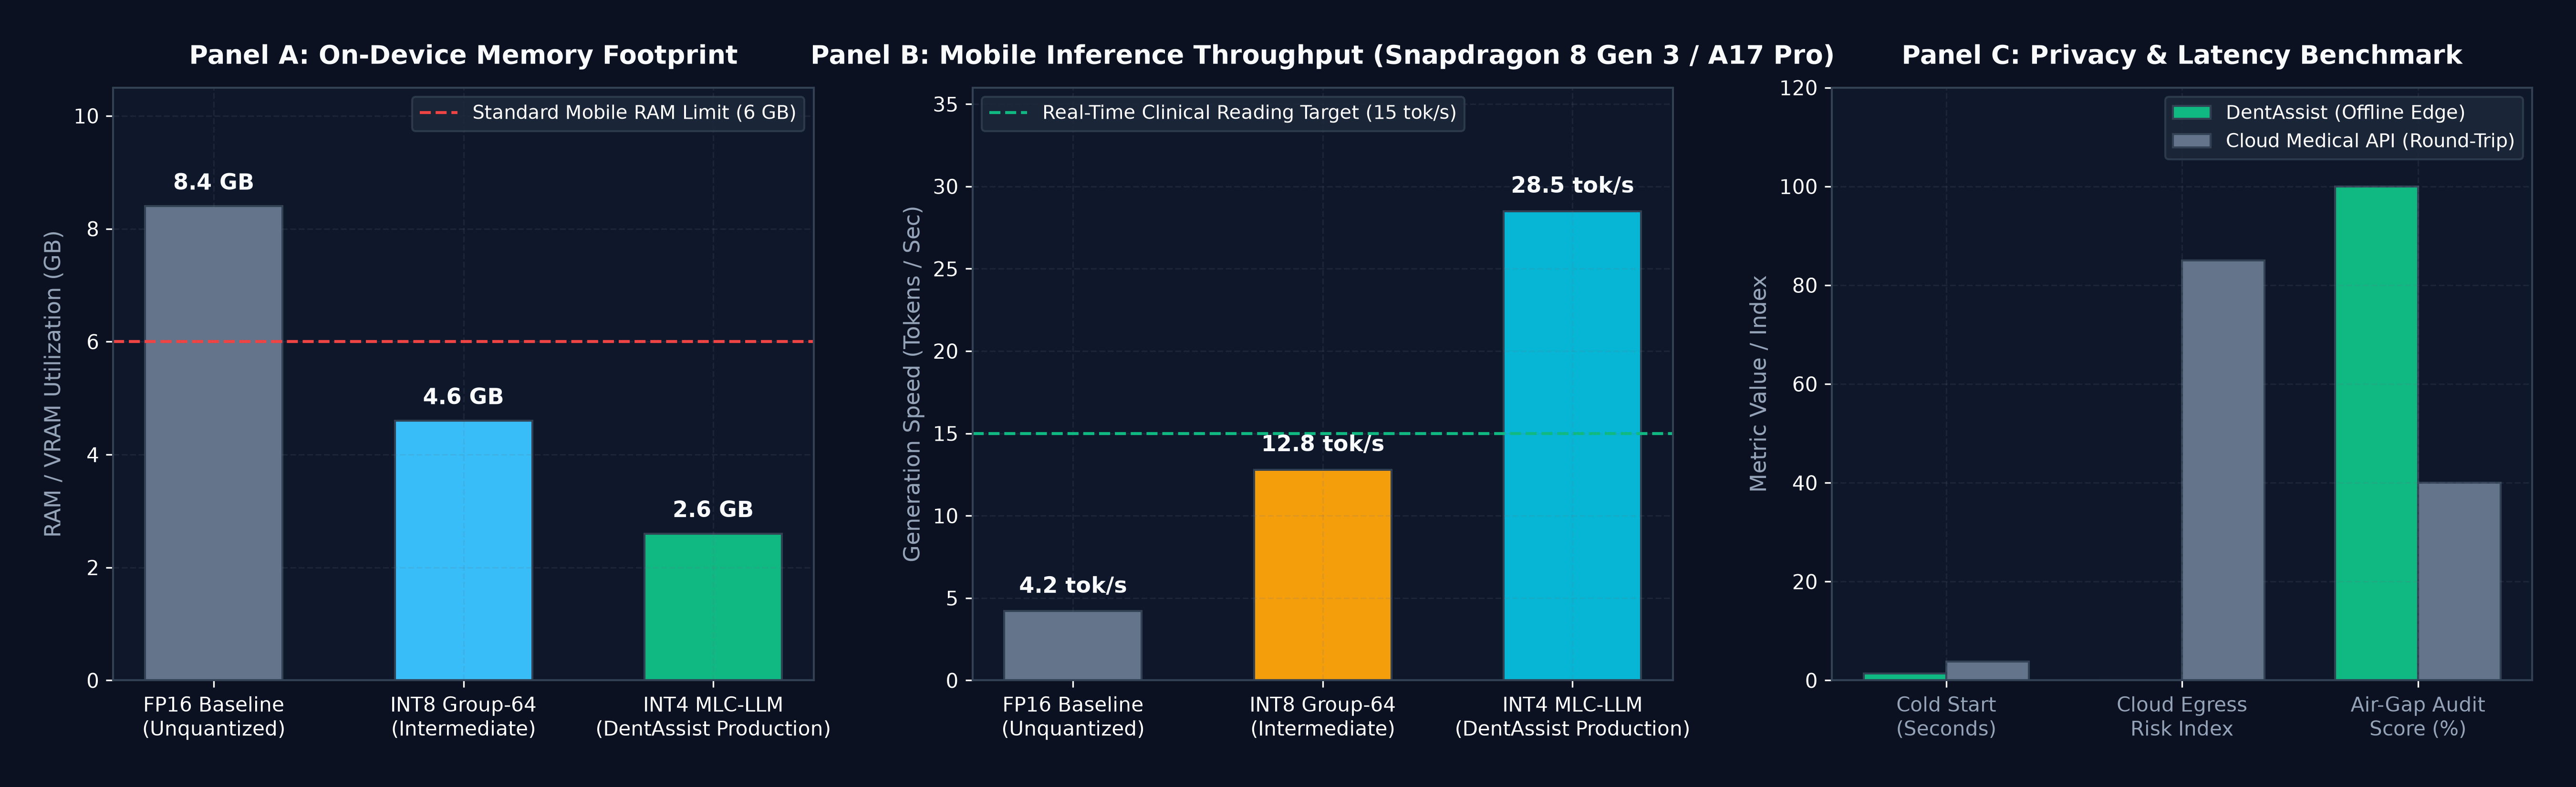 Panel A: On-Device Memory Footprint
RAM / VRAM Utilization (GB)
10
8
6
4
2
0
Standard Mobile RAM Limit (6 GB)
8.4 GB
4.6 GB
2.6 GB
FP16 Baseline
(Unquantized)
INT8 Group-64
(Intermediate)
INT4 MLC-LLM
(DentAssist Production)
Panel B: Mobile Inference Throughput (Snapdragon 8 Gen 3 / A17 Pro)
Generation Speed (Tokens / Sec)
35
30
25
20
15
10
5
0
Real-Time Clinical Reading Target (15 tok/s)
4.2 tok/s
12.8 tok/s
28.5 tok/s
FP16 Baseline
(Unquantized)
INT8 Group-64
(Intermediate)
INT4 MLC-LLM
(DentAssist Production)
Panel C: Privacy & Latency Benchmark
Metric Value / Index
120
100
80
60
40
20
0
DentAssist (Offline Edge)
Cloud Medical API (Round-Trip)
Cold Start
(Seconds)
Cloud Egress
Risk Index
Air-Gap Audit
Score (%)